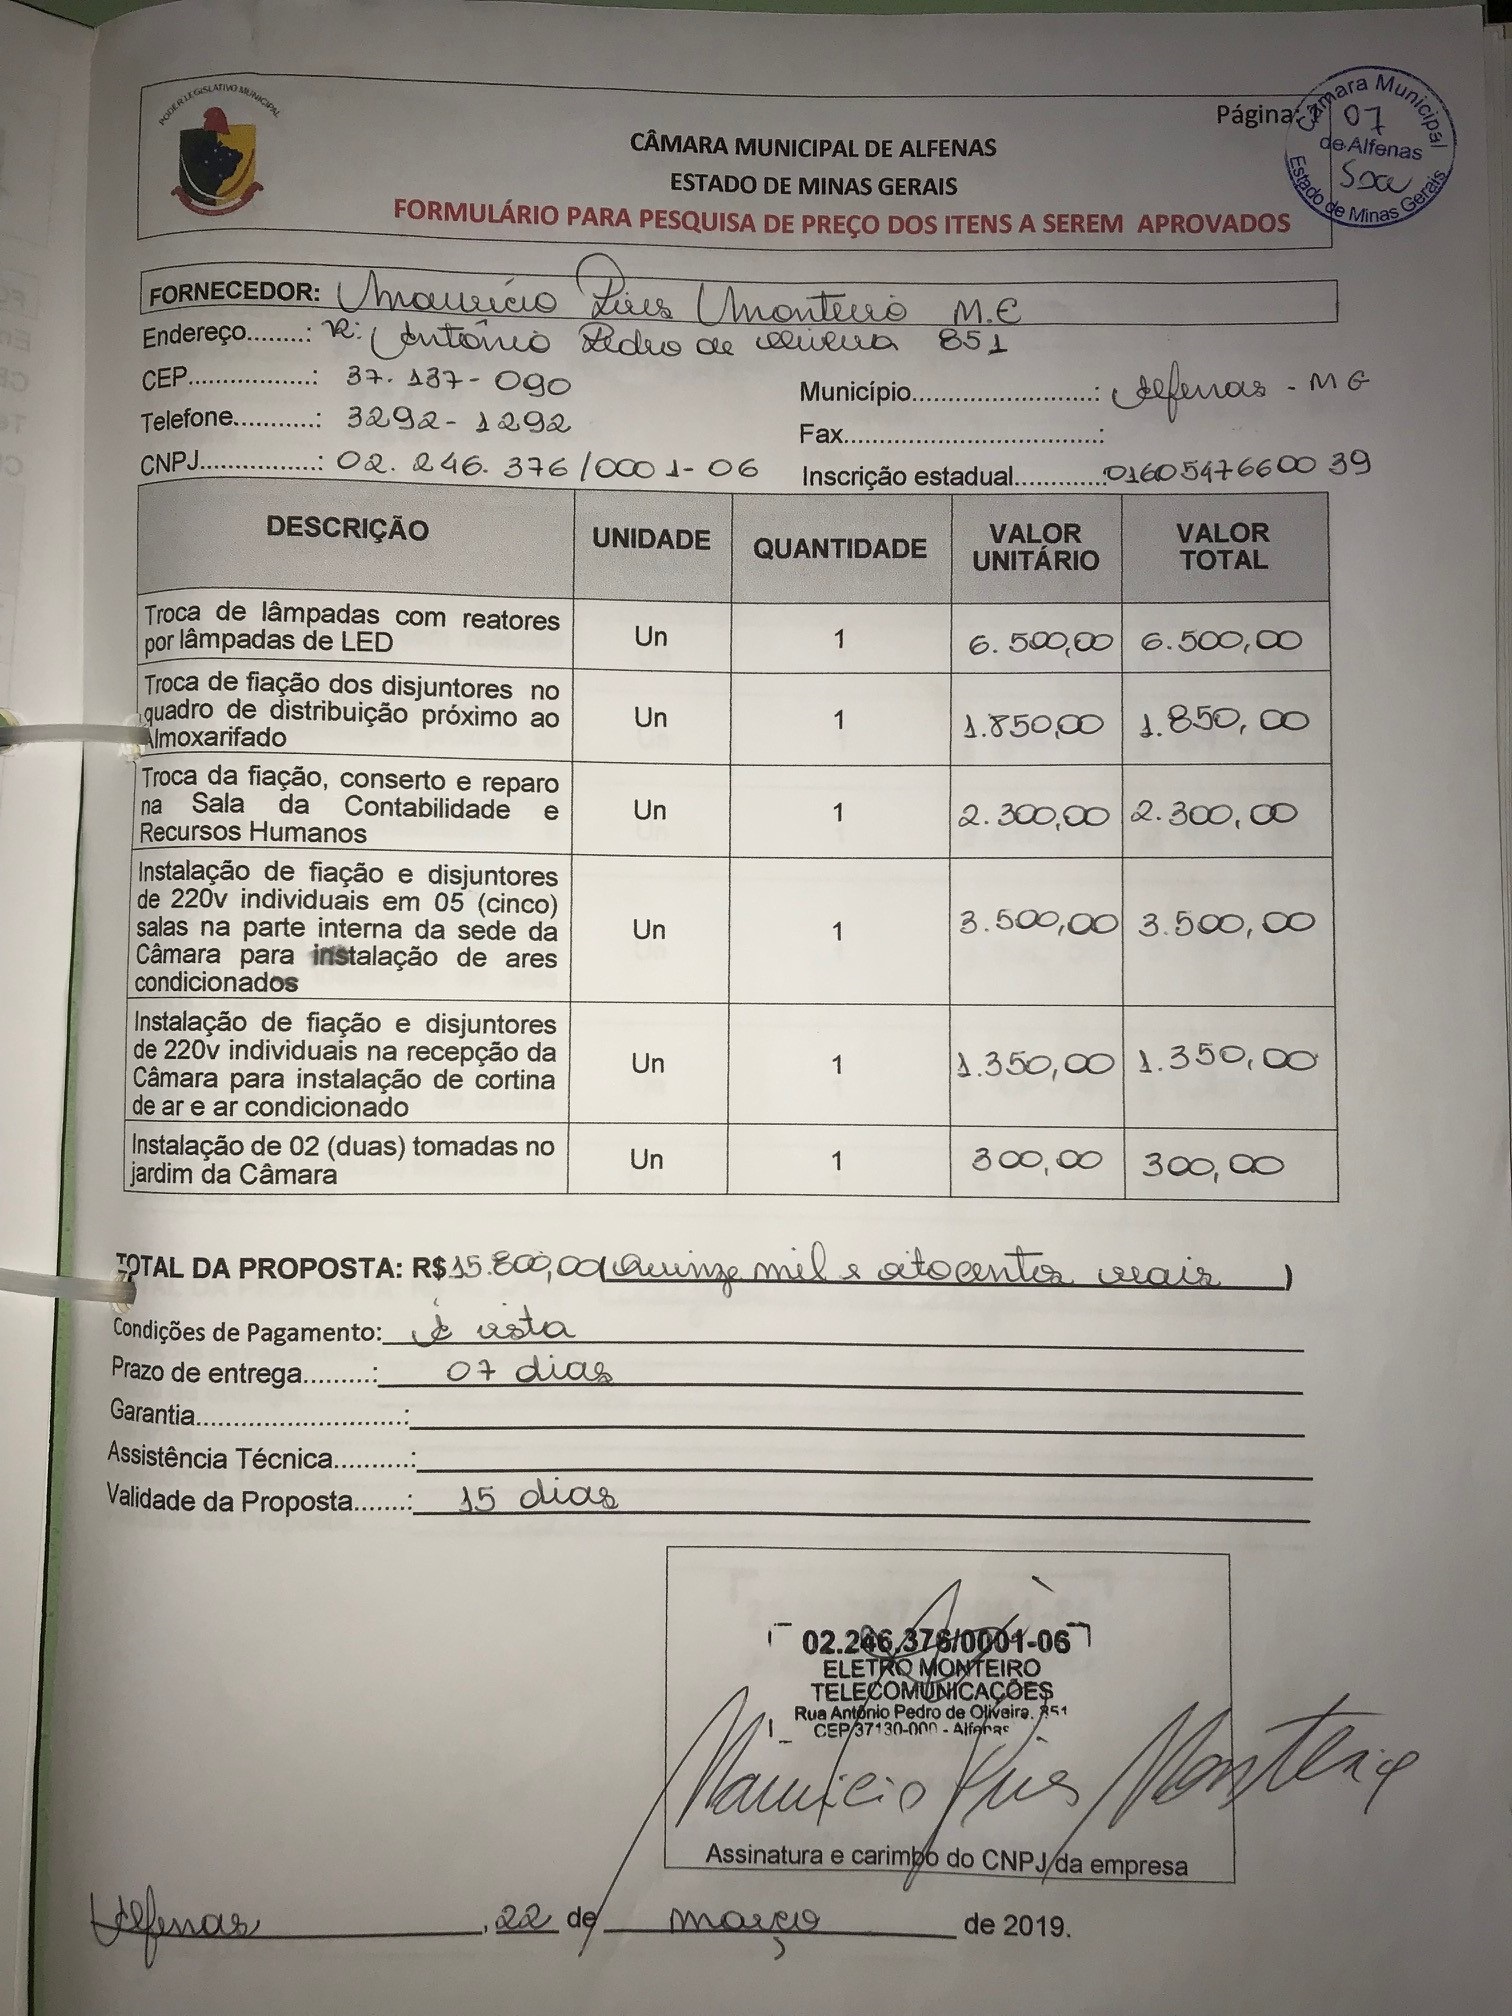 PODER LEGISLATIVO MUNICIPAL
Página: 1
Câmara Municipal
07
de Alfenas
Estado de Minas Gerais
CÂMARA MUNICIPAL DE ALFENAS
ESTADO DE MINAS GERAIS
FORMULÁRIO PARA PESQUISA DE PREÇO DOS ITENS A SEREM APROVADOS
FORNECEDOR: Maurício Pires Monteiro M.E
Endereço.........: R: Antônio Pedro de Oliveira 851
CEP..................: 37.137-090
Município..........................: Alfenas - MG
Telefone............: 3292-1292
Fax....................................:
CNPJ.................: 02.246.376/0001-06
Inscrição estadual.............: 0160547660039
DESCRIÇÃO UNIDADE QUANTIDADE VALOR UNITÁRIO VALOR TOTAL
Troca de lâmpadas com reatores
por lâmpadas de LED Un 1 6.500,00 6.500,00
Troca de fiação dos disjuntores no
quadro de distribuição próximo ao Un 1 1.850,00 1.850,00
Almoxarifado
Troca da fiação, conserto e reparo
na Sala da Contabilidade e Un 1 2.300,00 2.300,00
Recursos Humanos
Instalação de fiação e disjuntores
de 220v individuais em 05 (cinco)
salas na parte interna da sede da Un 1 3.500,00 3.500,00
Câmara para instalação de ares
condicionados
Instalação de fiação e disjuntores
de 220v individuais na recepção da Un 1 1.350,00 1.350,00
Câmara para instalação de cortina
de ar e ar condicionado
Instalação de 02 (duas) tomadas no Un 1 300,00 300,00
jardim da Câmara
TOTAL DA PROPOSTA: R$ 15.800,00 (Quinze mil e oitocentos reais)
Condições de Pagamento: À vista
Prazo de entrega.........: 07 dias
Garantia............................:
Assistência Técnica..........:
Validade da Proposta.......: 15 dias
02.246.376/0001-06
ELETRO MONTEIRO
TELECOMUNICAÇÕES
Rua Antônio Pedro de Oliveira, 851
CEP 37130-000 - Alfenas
Maurício Pires Monteiro
Assinatura e carimbo do CNPJ da empresa
Alfenas, 22 de março de 2019.